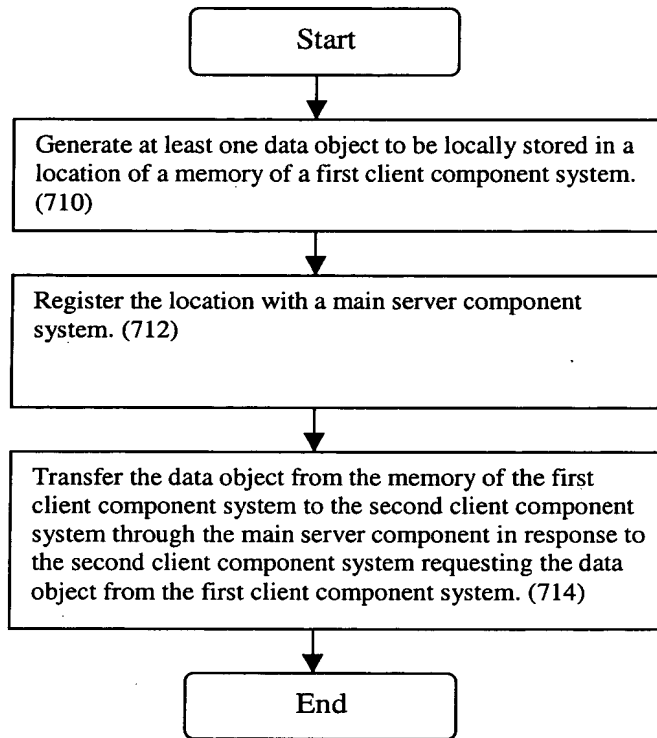 Start
Generate at least one data object to be locally stored in a
location of a memory of a first client component system.
(710)
Register the location with a main server component
system. (712)
Transfer the data object from the memory of the first
client component system to the second client component
system through the main server component in response to
the second client component system requesting the data
object from the first client component system. (714)
End